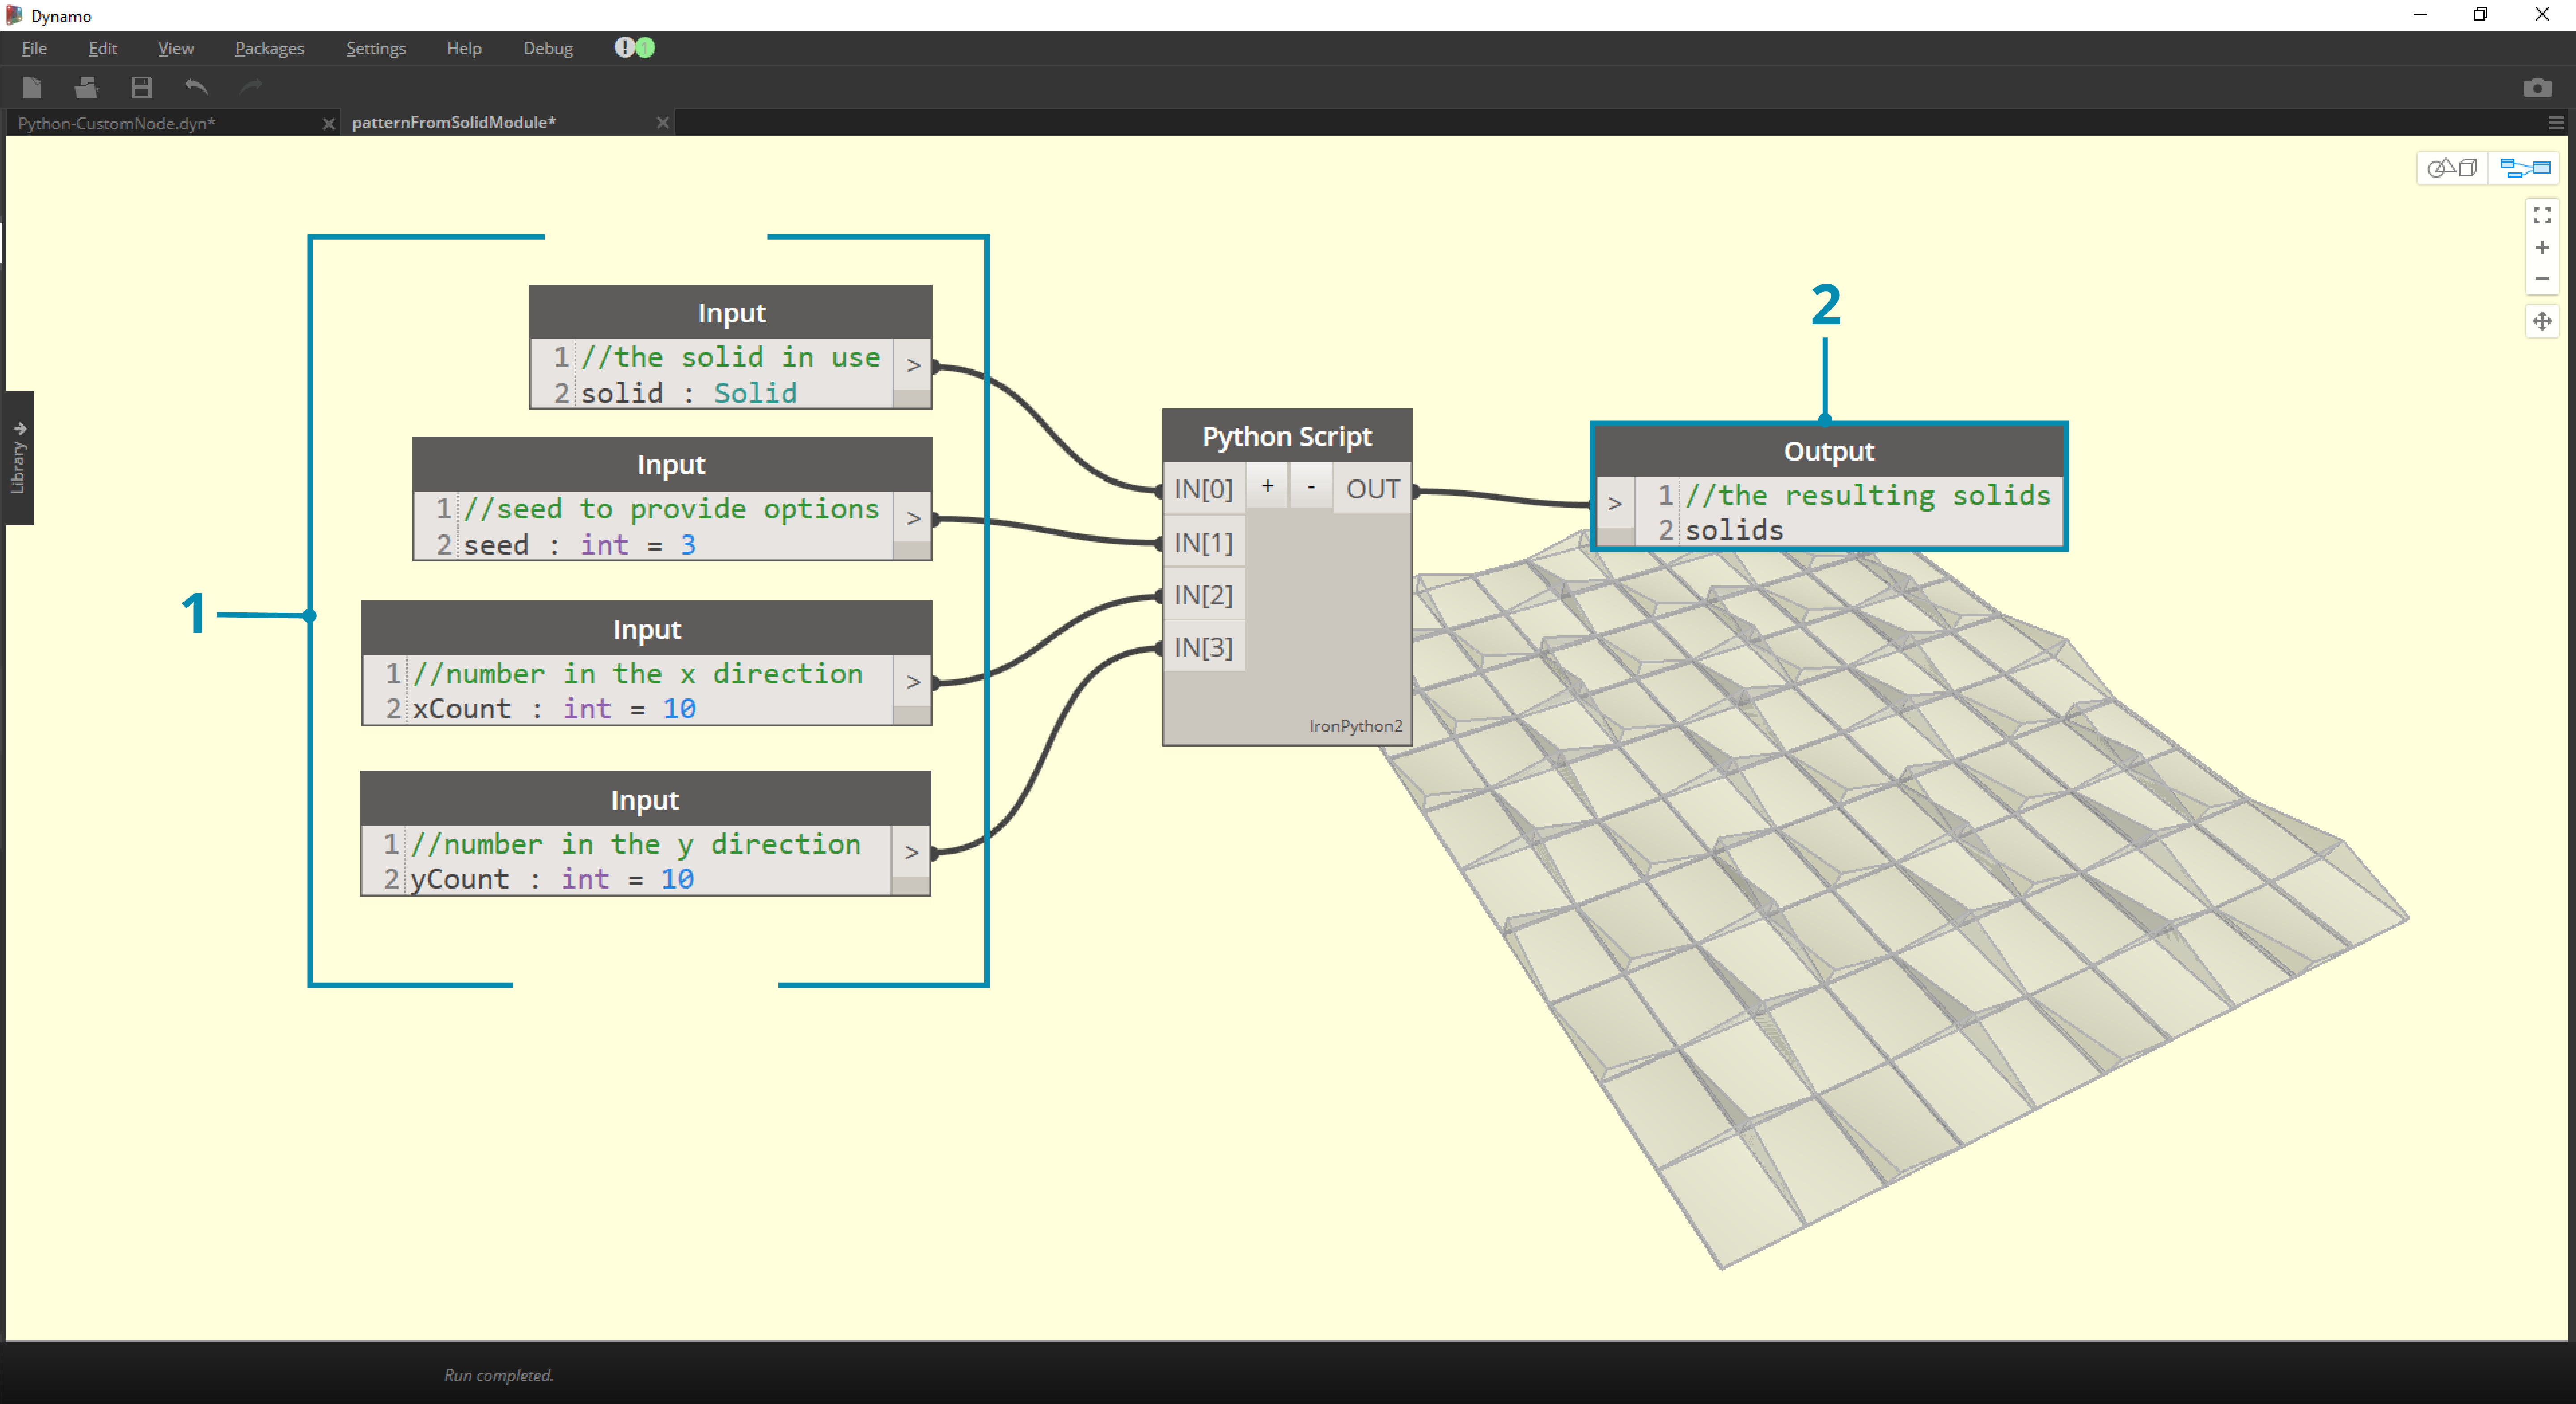 Dynamo
File Edit View Packages Settings Help Debug ! 1
Python-CustomNode.dyn* patternFromSolidModule*
Library
1
Input
1 //the solid in use >
2 solid : Solid
Input
1 //seed to provide options >
2 seed : int = 3
Input
1 //number in the x direction >
2 xCount : int = 10
Input
1 //number in the y direction >
2 yCount : int = 10
Python Script
IN[0] + - OUT
IN[1]
IN[2]
IN[3]
IronPython2
2
Output
> 1 //the resulting solids
2 solids
Run completed.